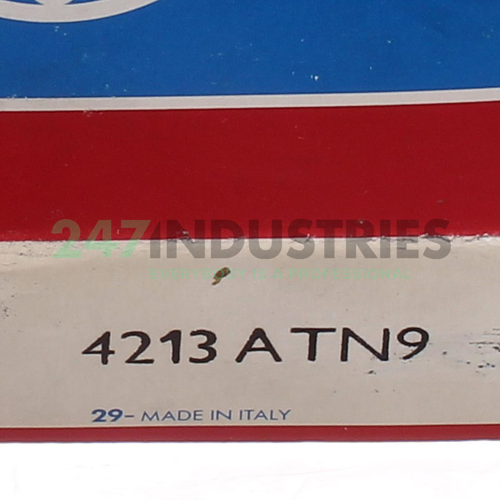 247INDUSTRIES
4213 ATN9
29- MADE IN ITALY